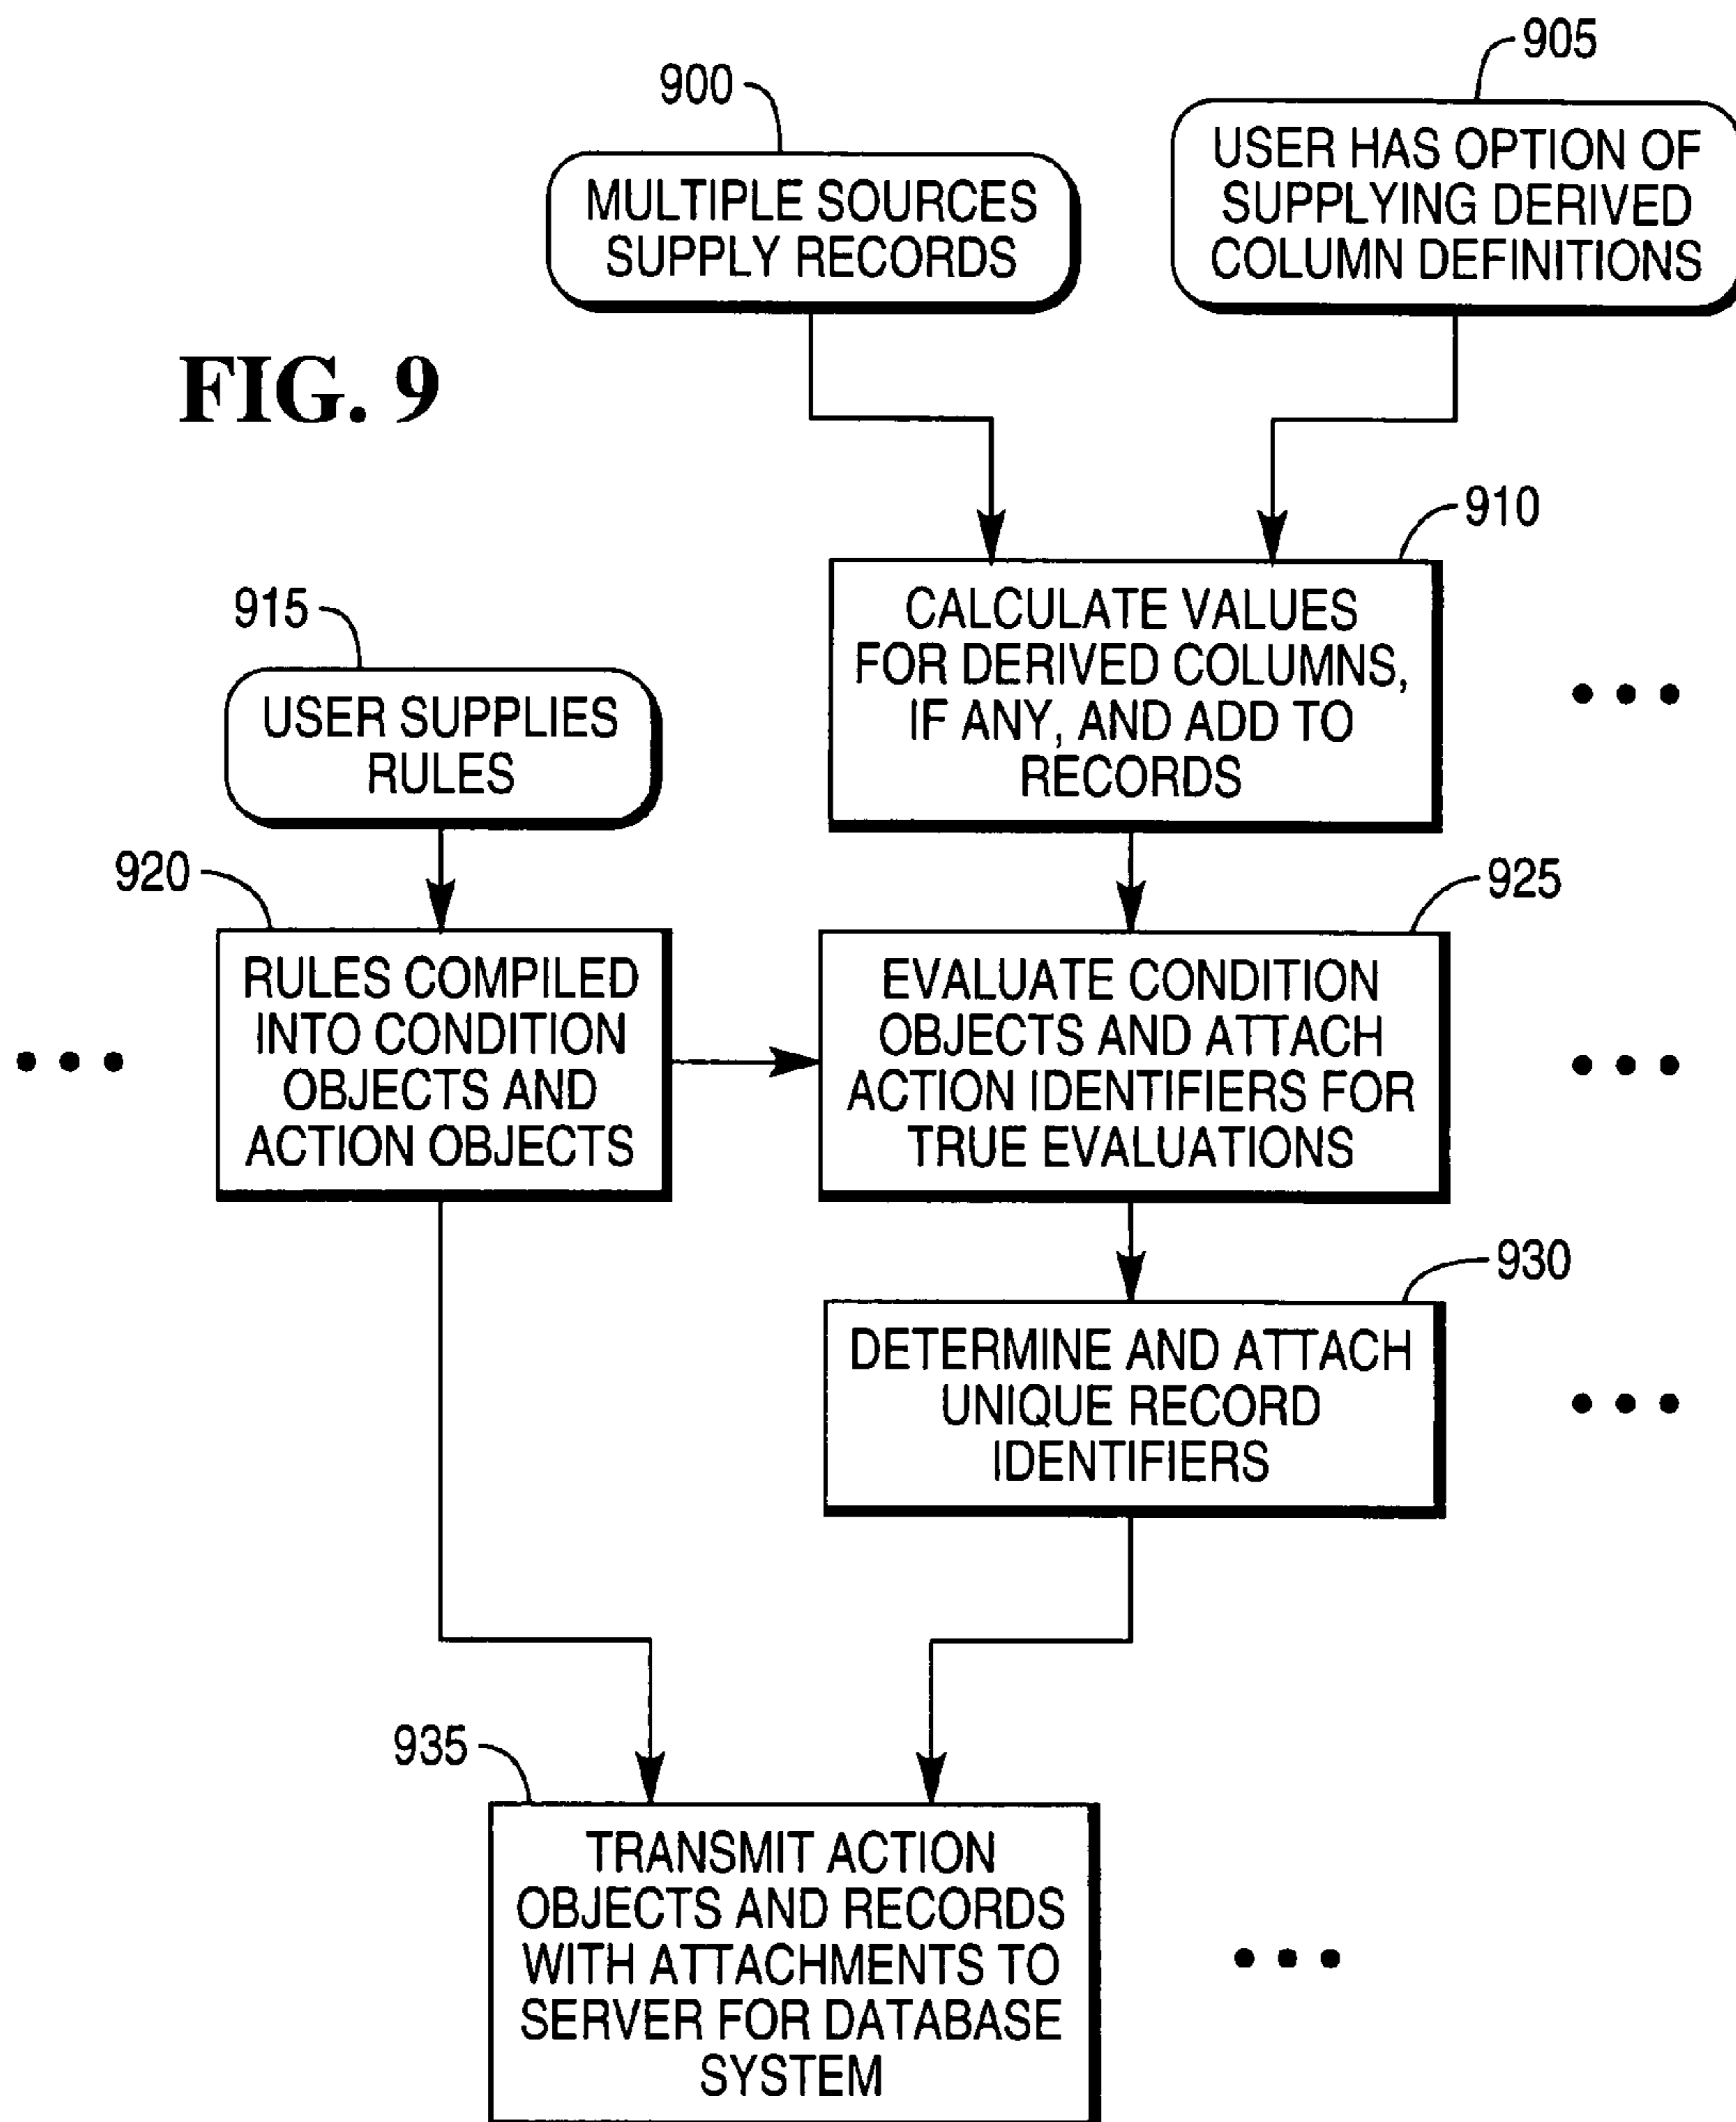 905
900
USER HAS OPTION OF
SUPPLYING DERIVED
COLUMN DEFINITIONS
MULTIPLE SOURCES
SUPPLY RECORDS
FIG. 9
910
CALCULATE VALUES
FOR DERIVED COLUMNS,
IF ANY, AND ADD TO
RECORDS
• • •
915
USER SUPPLIES
RULES
920
RULES COMPILED
INTO CONDITION
OBJECTS AND
ACTION OBJECTS
• • •
925
EVALUATE CONDITION
OBJECTS AND ATTACH
ACTION IDENTIFIERS FOR
TRUE EVALUATIONS
• • •
930
DETERMINE AND ATTACH
UNIQUE RECORD
IDENTIFIERS
• • •
935
TRANSMIT ACTION
OBJECTS AND RECORDS
WITH ATTACHMENTS TO
SERVER FOR DATABASE
SYSTEM
• • •